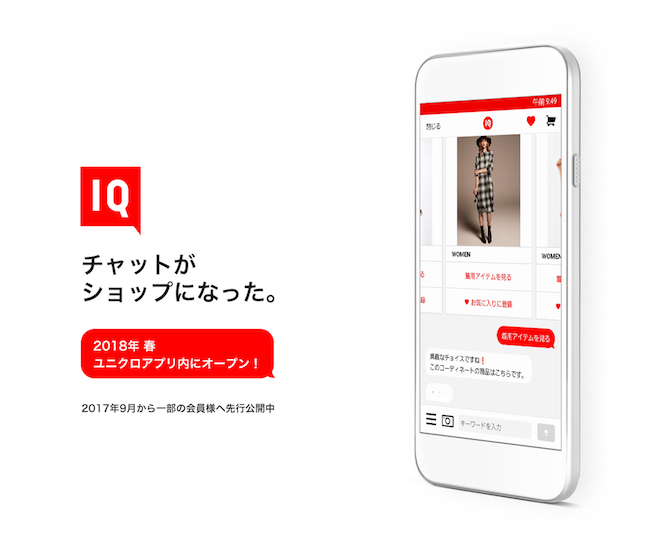 IQ
チャットが
ショップになった。
2018年 春
ユニクロアプリ内にオープン！
2017年9月から一部の会員様へ先行公開中
午前 9:49
閉じる
IQ
WOMEN
着用アイテムを見る
お気に入りに登録
着用アイテムを見る
素敵なチョイスですね❗
このコーディネートの商品はこちらです。
キーワードを入力